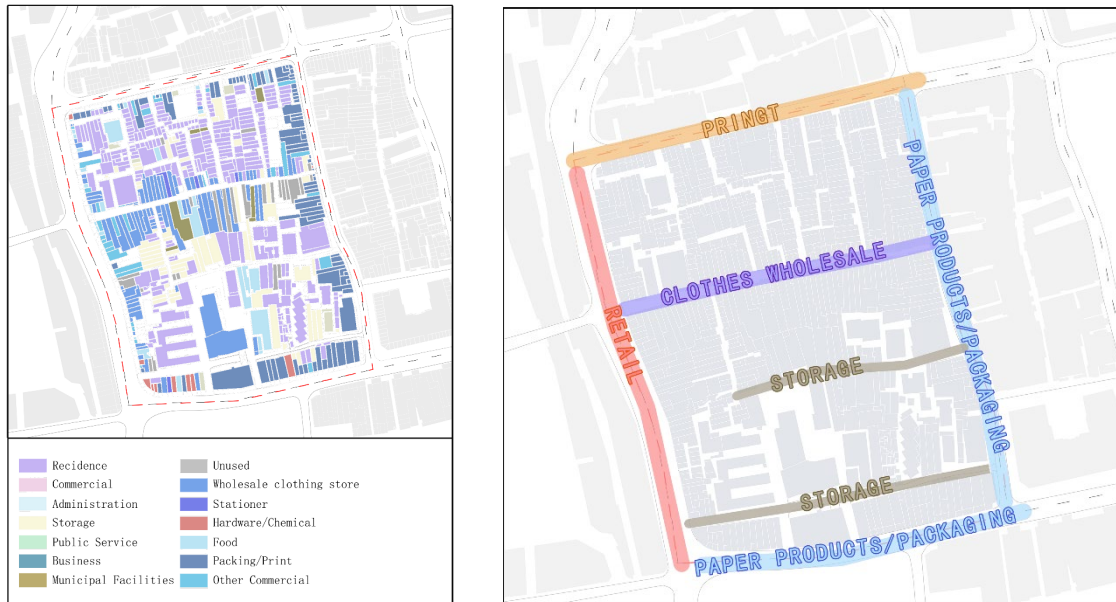 Recidence
Commercial
Administration
Storage
Public Service
Business
Municipal Facilities
Unused
Wholesale clothing store
Stationer
Hardware/Chemical
Food
Packing/Print
Other Commercial
PRINGT
PAPER PRODUCTS/PACKAGING
CLOTHES WHOLESALE
RETAIL
STORAGE
STORAGE
PAPER PRODUCTS/PACKAGING